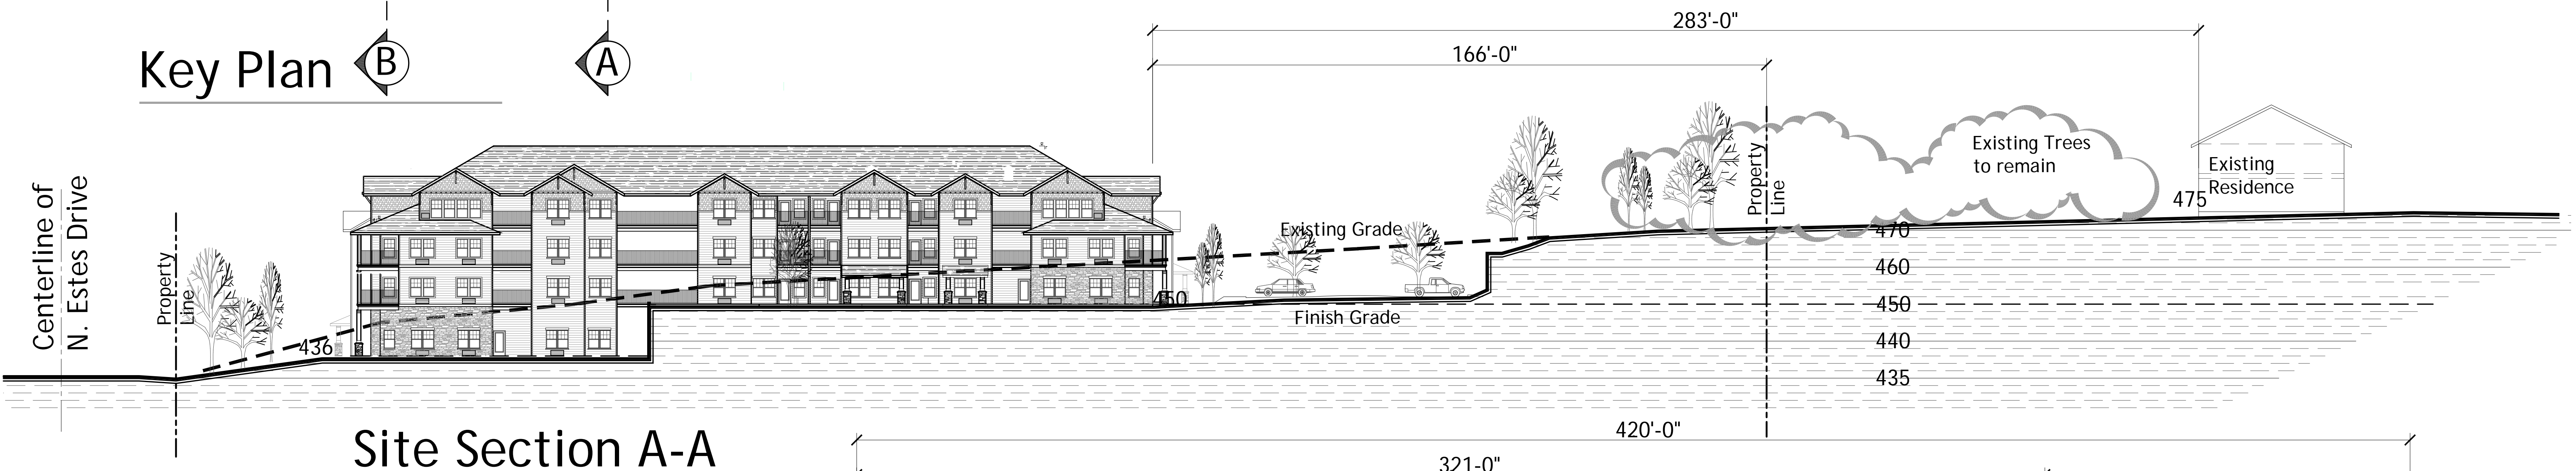 283'-0"
166'-0"
Key Plan
B
A
Centerline of
N. Estes Drive
Property
Line
436
450
Existing Grade
Finish Grade
Property
Line
Existing Trees
to remain
475
Existing
Residence
470
460
450
440
435
Site Section A-A
420'-0"
321-0"